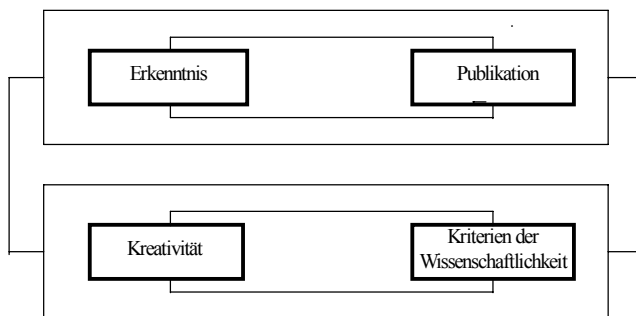 Erkenntnis
Publikation
Kreativität
Kriterien der
Wissenschaftlichkeit